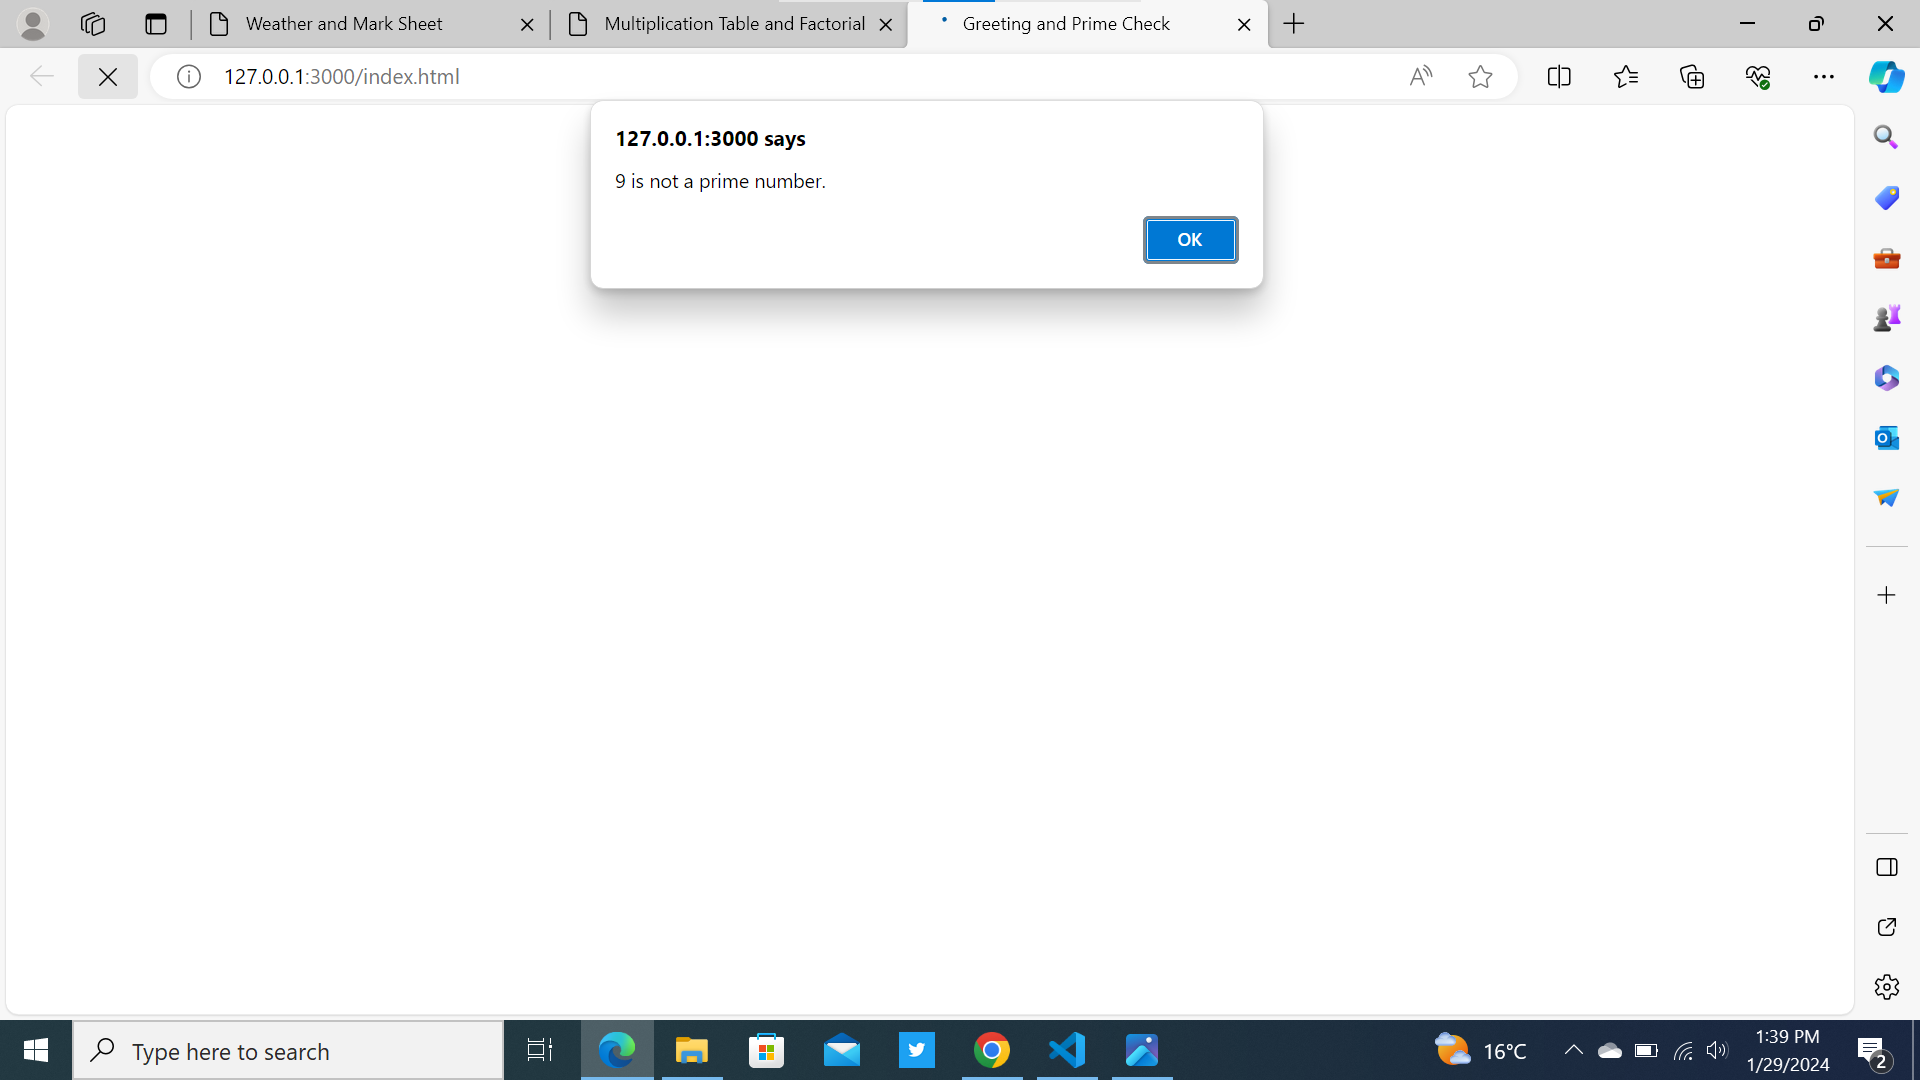 Weather and Mark Sheet
Multiplication Table and Factorial
Greeting and Prime Check
127.0.0.1:3000/index.html
127.0.0.1:3000 says
9 is not a prime number.
OK
Type here to search
16°C
1:39 PM
1/29/2024
2